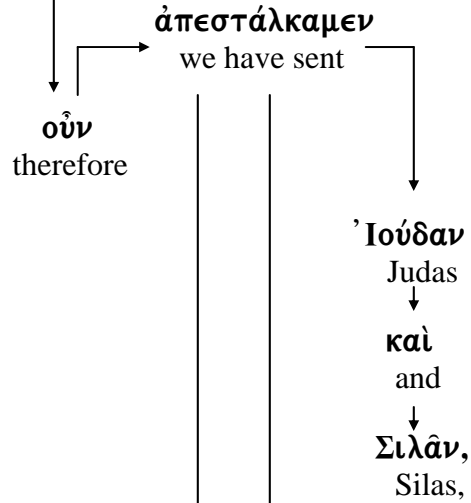 ἀπεστάλκαμεν
we have sent
οὖν
therefore
Ἰούδαν
Judas
καὶ
and
Σιλᾶν,
Silas,